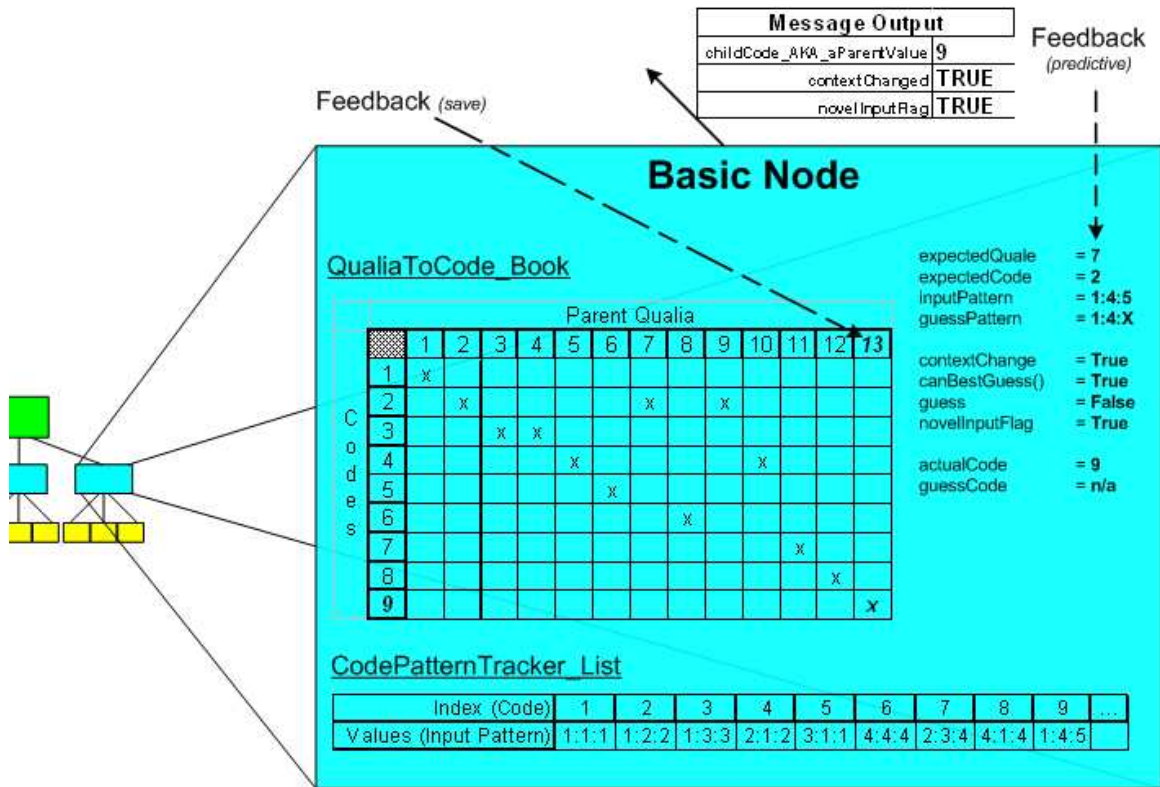 Message Output
childCode_AKA_aParentValue 9
contextChanged TRUE
novelInputFlag TRUE
Feedback
(predictive)
Feedback (save)
Basic Node
QualiaToCode_Book
Parent Qualia
1 2 3 4 5 6 7 8 9 10 11 12 13
Codes
1 x
2 x x x
3 x x
4 x x
5 x
6 x
7 x
8 x
9 x
expectedQuale = 7
expectedCode = 2
inputPattern = 1:4:5
guessPattern = 1:4:X
contextChange = True
canBestGuess() = True
guess = False
novelInputFlag = True
actualCode = 9
guessCode = n/a
CodePatternTracker_List
Index (Code) 1 2 3 4 5 6 7 8 9 ...
Values (Input Pattern) 1:1:1 1:2:2 1:3:3 2:1:2 3:1:1 4:4:4 2:3:4 4:1:4 1:4:5